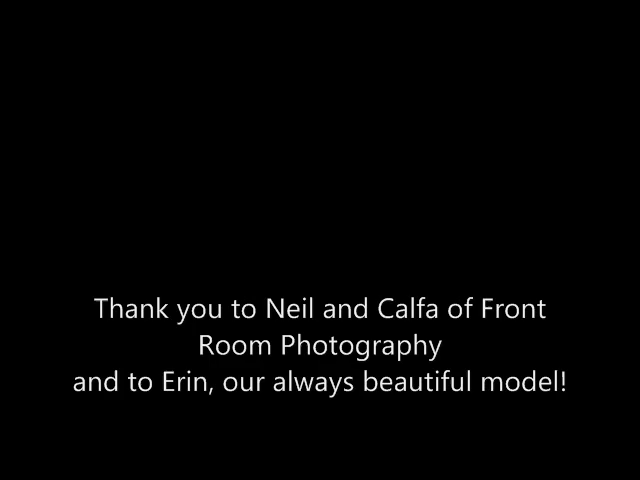 Thank you to Neil and Calfa of Front
Room Photography
and to Erin, our always beautiful model!